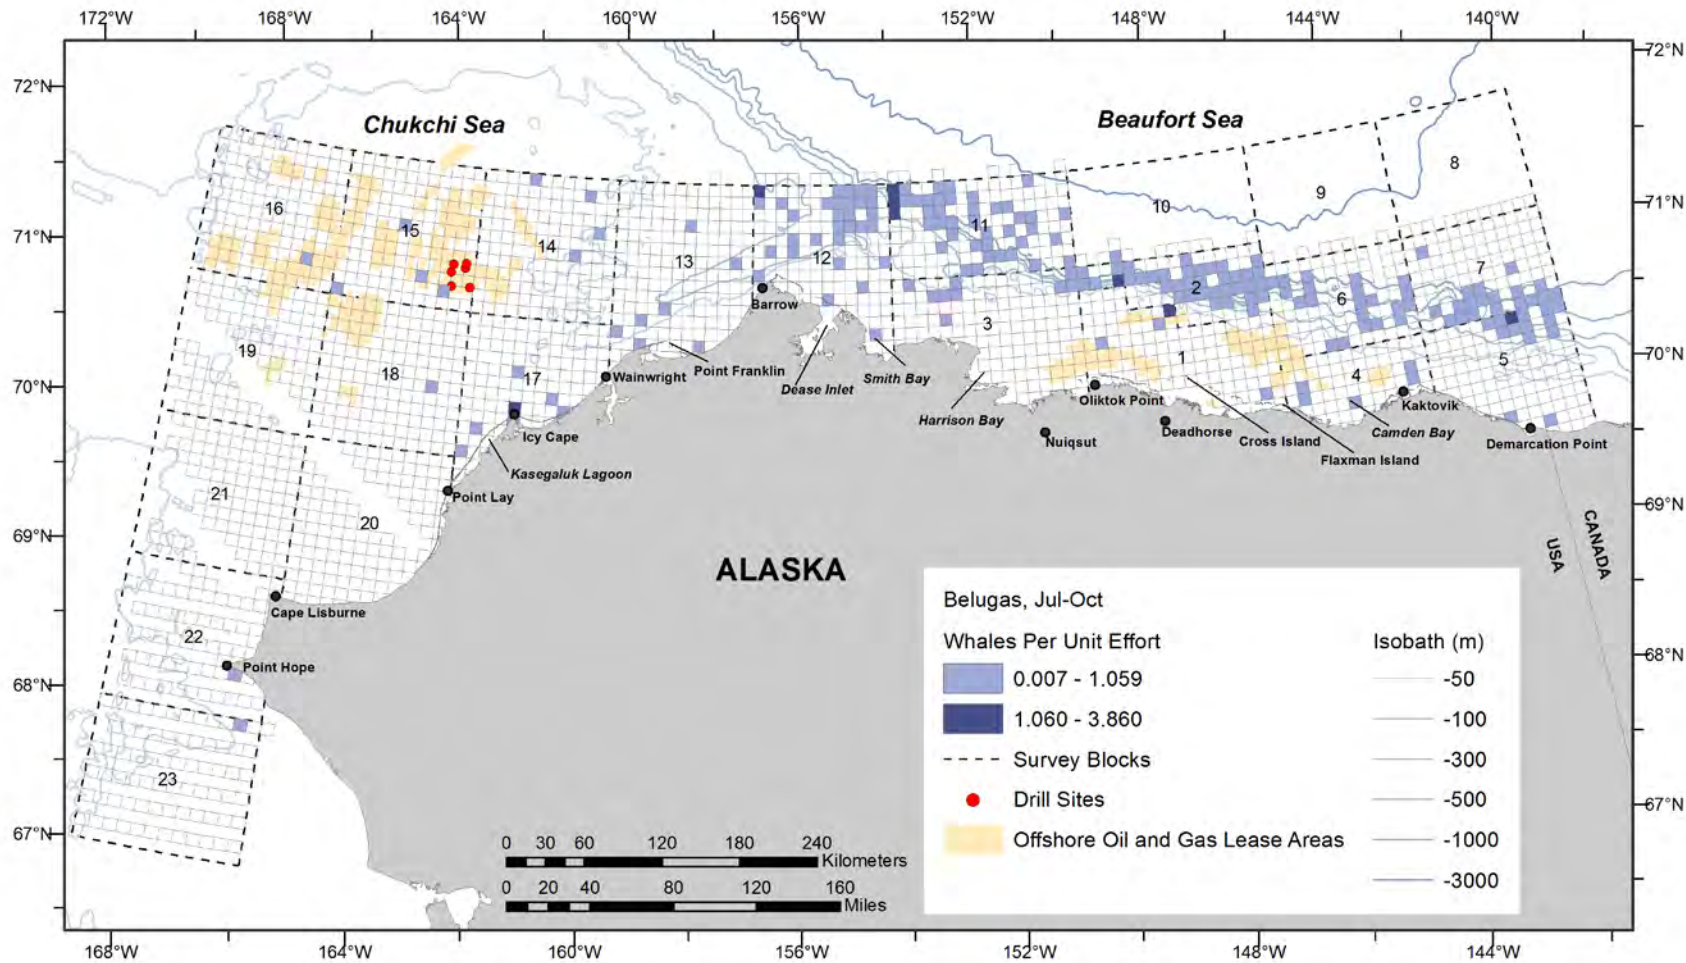 172°W 168°W 164°W 160°W 156°W 152°W 148°W 144°W 140°W
72°N 72°N
Chukchi Sea
Beaufort Sea
8
9
10
16
15
14
11
71°N 71°N
13
12
7
2
6
Barrow
3
19
18
17
Wainwright
Point Franklin
Dease Inlet
Smith Bay
1
4
5
70°N 70°N
Harrison Bay
Oliktok Point
Kaktovik
Nuiqsut
Deadhorse
Cross Island
Camden Bay
Flaxman Island
Demarcation Point
Icy Cape
Kasegaluk Lagoon
Point Lay
21
20
69°N 69°N
USA
CANADA
ALASKA
Cape Lisburne
22
Point Hope
68°N 68°N
23
67°N 67°N
Belugas, Jul-Oct
Whales Per Unit Effort
0.007 - 1.059
1.060 - 3.860
Survey Blocks
Drill Sites
Offshore Oil and Gas Lease Areas
Isobath (m)
-50
-100
-300
-500
-1000
-3000
0 30 60 120 180 240
Kilometers
0 20 40 80 120 160
Miles
168°W 164°W 160°W 156°W 152°W 148°W 144°W